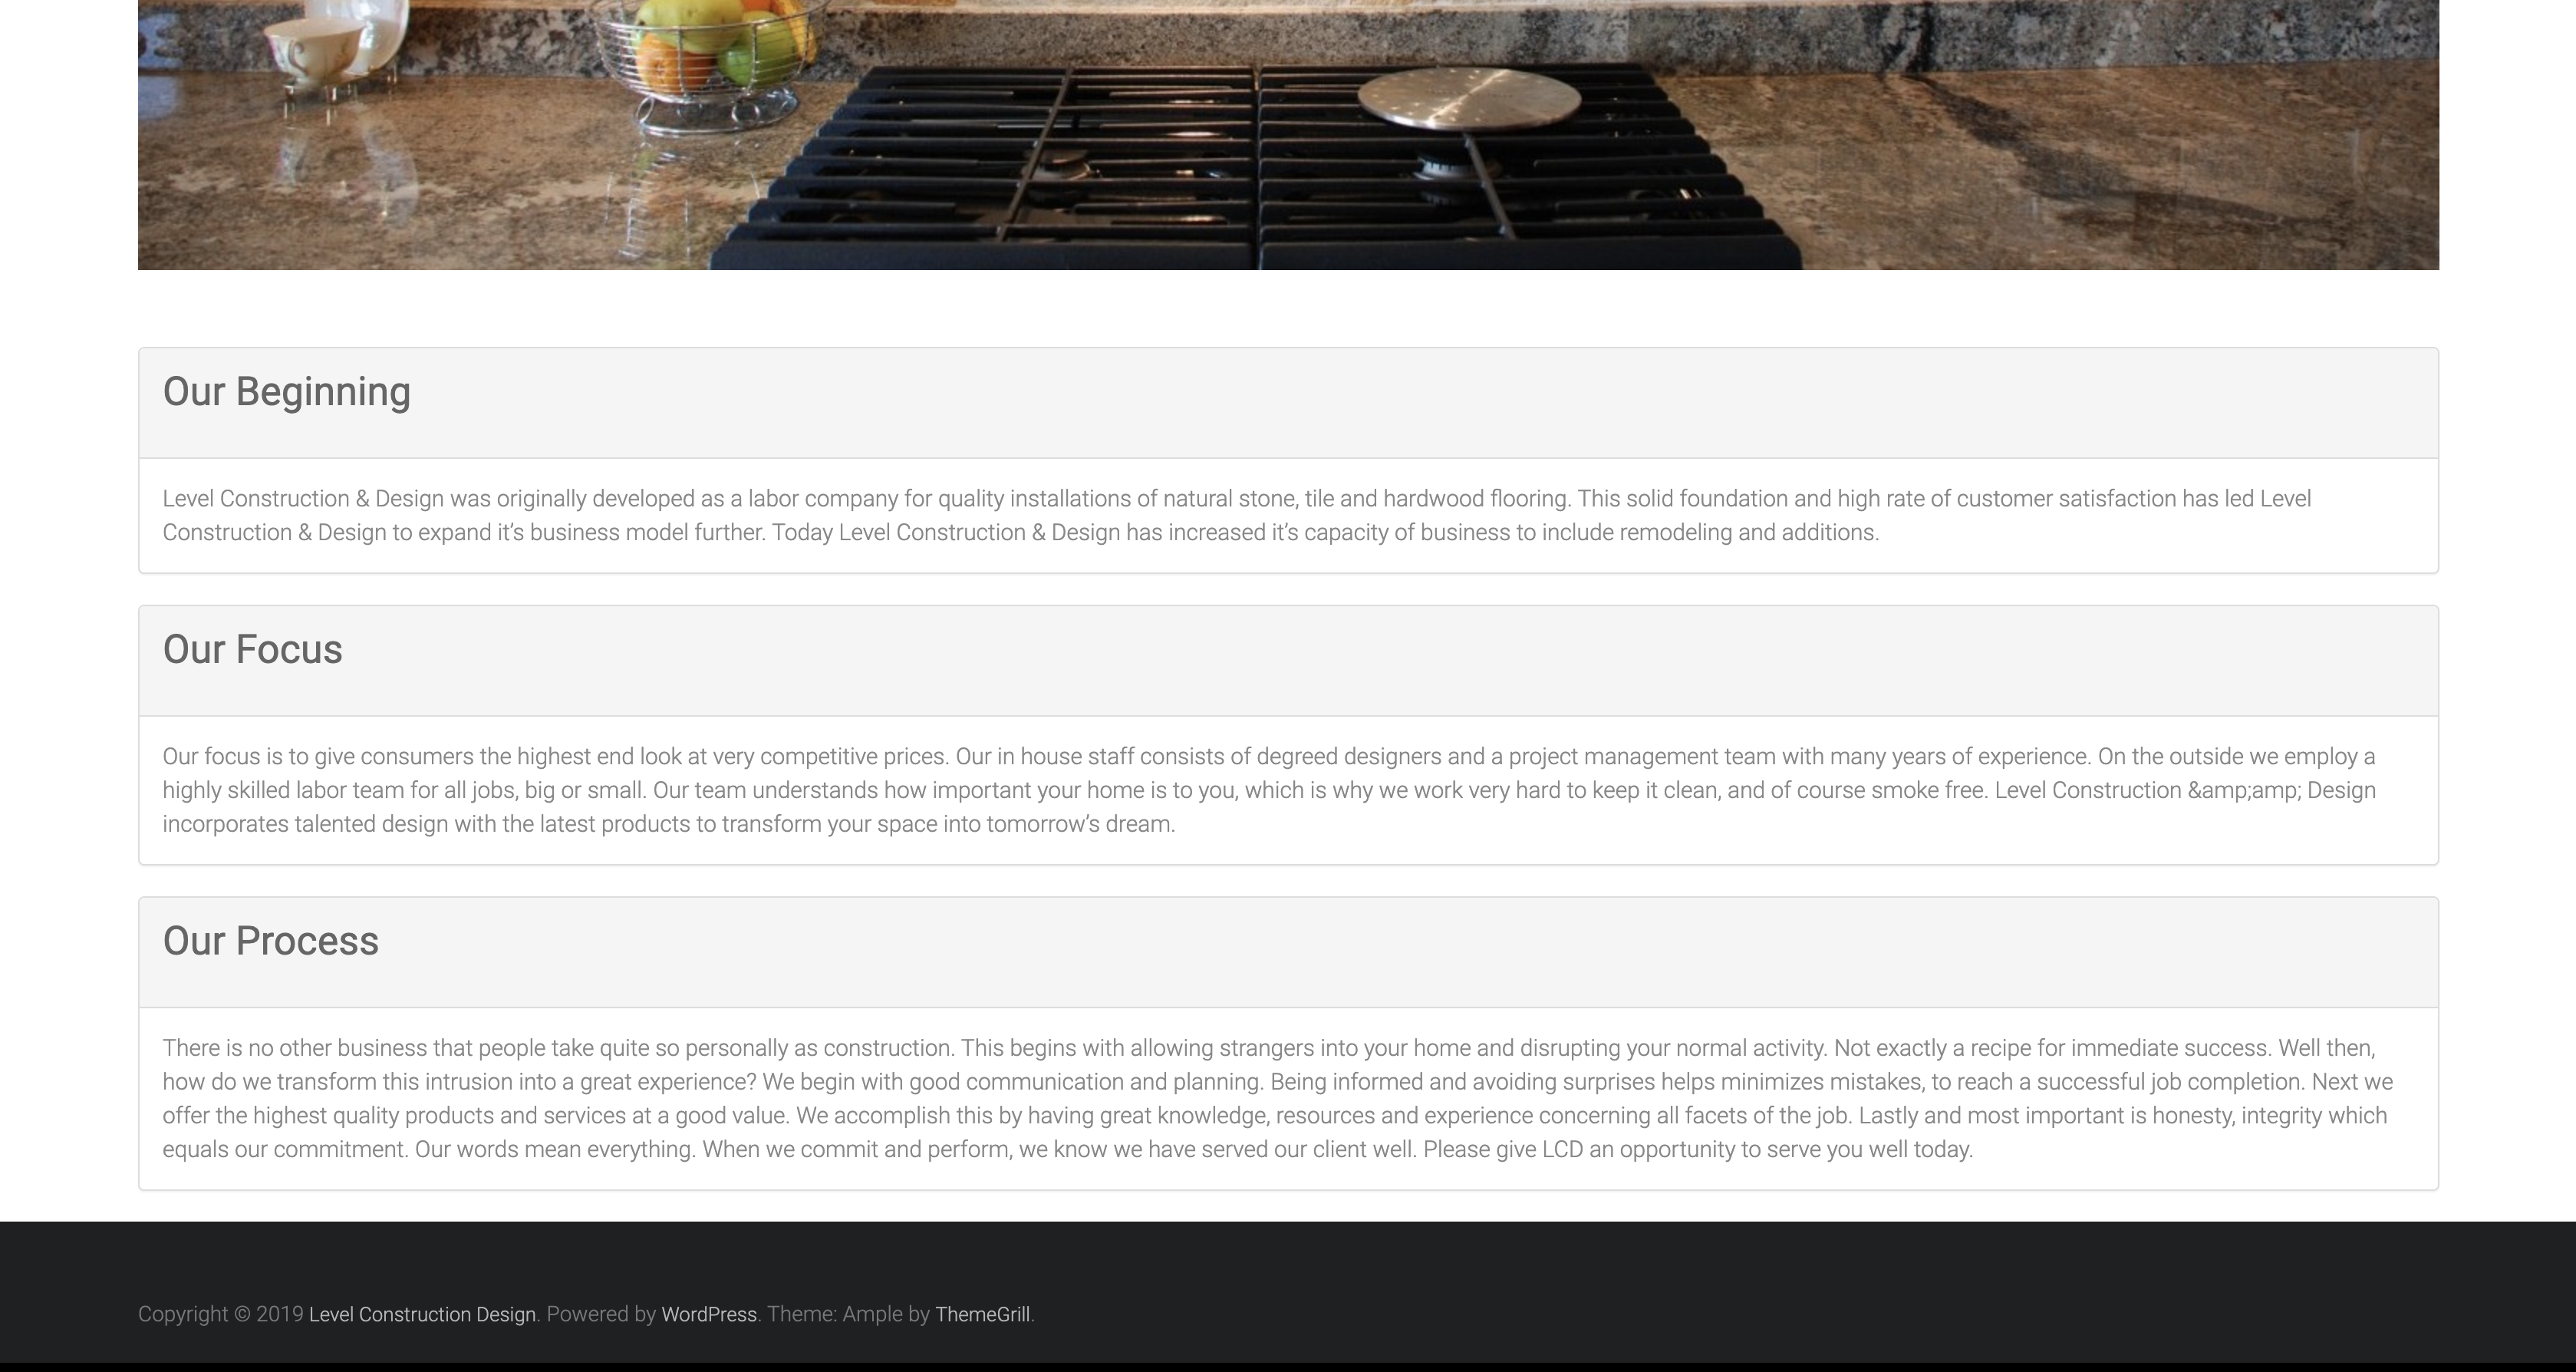 Our Beginning
Level Construction & Design was originally developed as a labor company for quality installations of natural stone, tile and hardwood flooring. This solid foundation and high rate of customer satisfaction has led Level
Construction & Design to expand it’s business model further. Today Level Construction & Design has increased it’s capacity of business to include remodeling and additions.
Our Focus
Our focus is to give consumers the highest end look at very competitive prices. Our in house staff consists of degreed designers and a project management team with many years of experience. On the outside we employ a
highly skilled labor team for all jobs, big or small. Our team understands how important your home is to you, which is why we work very hard to keep it clean, and of course smoke free. Level Construction &amp;amp; Design
incorporates talented design with the latest products to transform your space into tomorrow’s dream.
Our Process
There is no other business that people take quite so personally as construction. This begins with allowing strangers into your home and disrupting your normal activity. Not exactly a recipe for immediate success. Well then,
how do we transform this intrusion into a great experience? We begin with good communication and planning. Being informed and avoiding surprises helps minimizes mistakes, to reach a successful job completion. Next we
offer the highest quality products and services at a good value. We accomplish this by having great knowledge, resources and experience concerning all facets of the job. Lastly and most important is honesty, integrity which
equals our commitment. Our words mean everything. When we commit and perform, we know we have served our client well. Please give LCD an opportunity to serve you well today.
Copyright © 2019 Level Construction Design. Powered by WordPress. Theme: Ample by ThemeGrill.